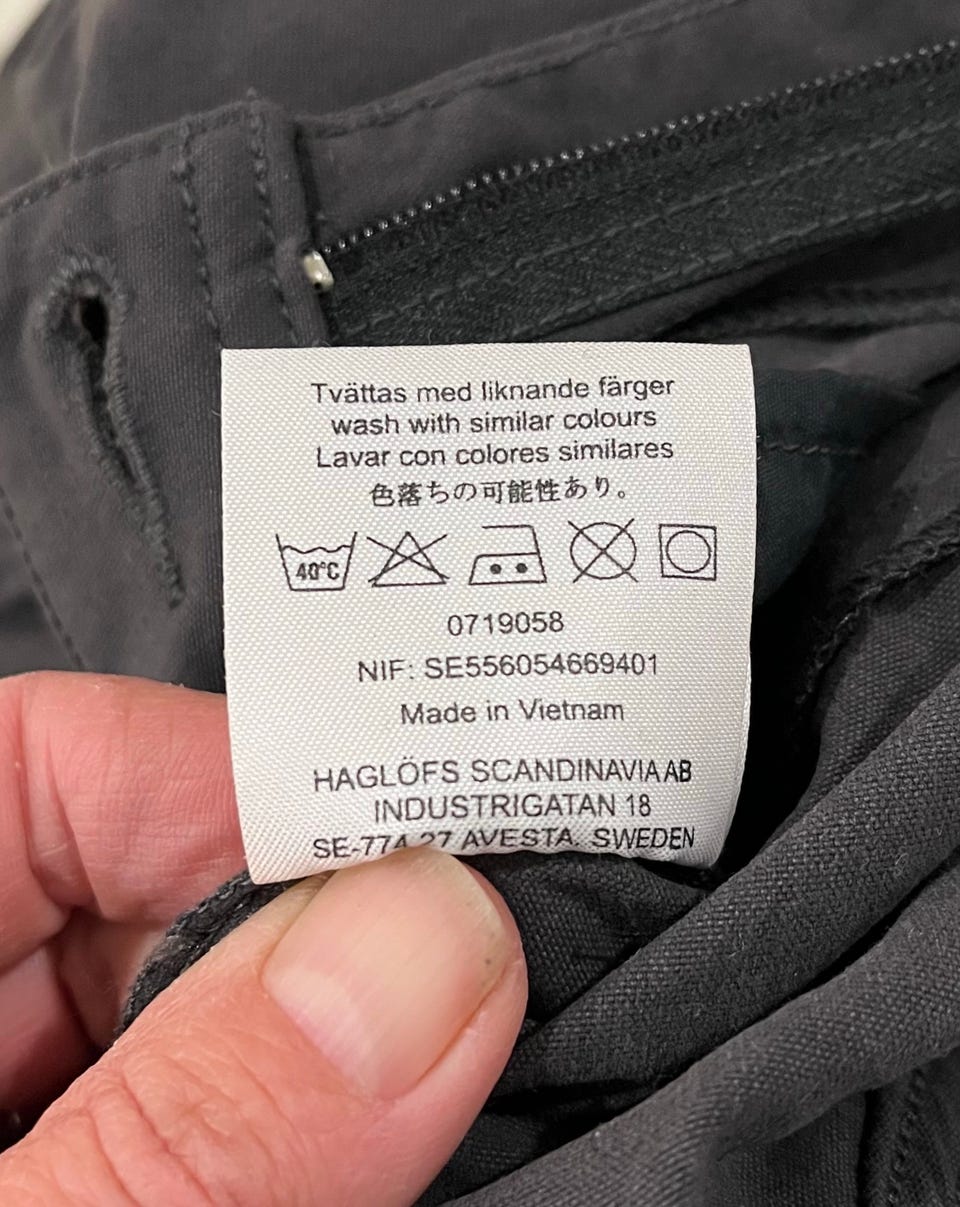 Tvättas med liknande färger
wash with similar colours
Lavar con colores similares
色落ちの可能性あり。
40°C
0719058
NIF: SE556054669401
Made in Vietnam
HAGLÖFS SCANDINAVIA AB
INDUSTRIGATAN 18
SE-774 27 AVESTA. SWEDEN